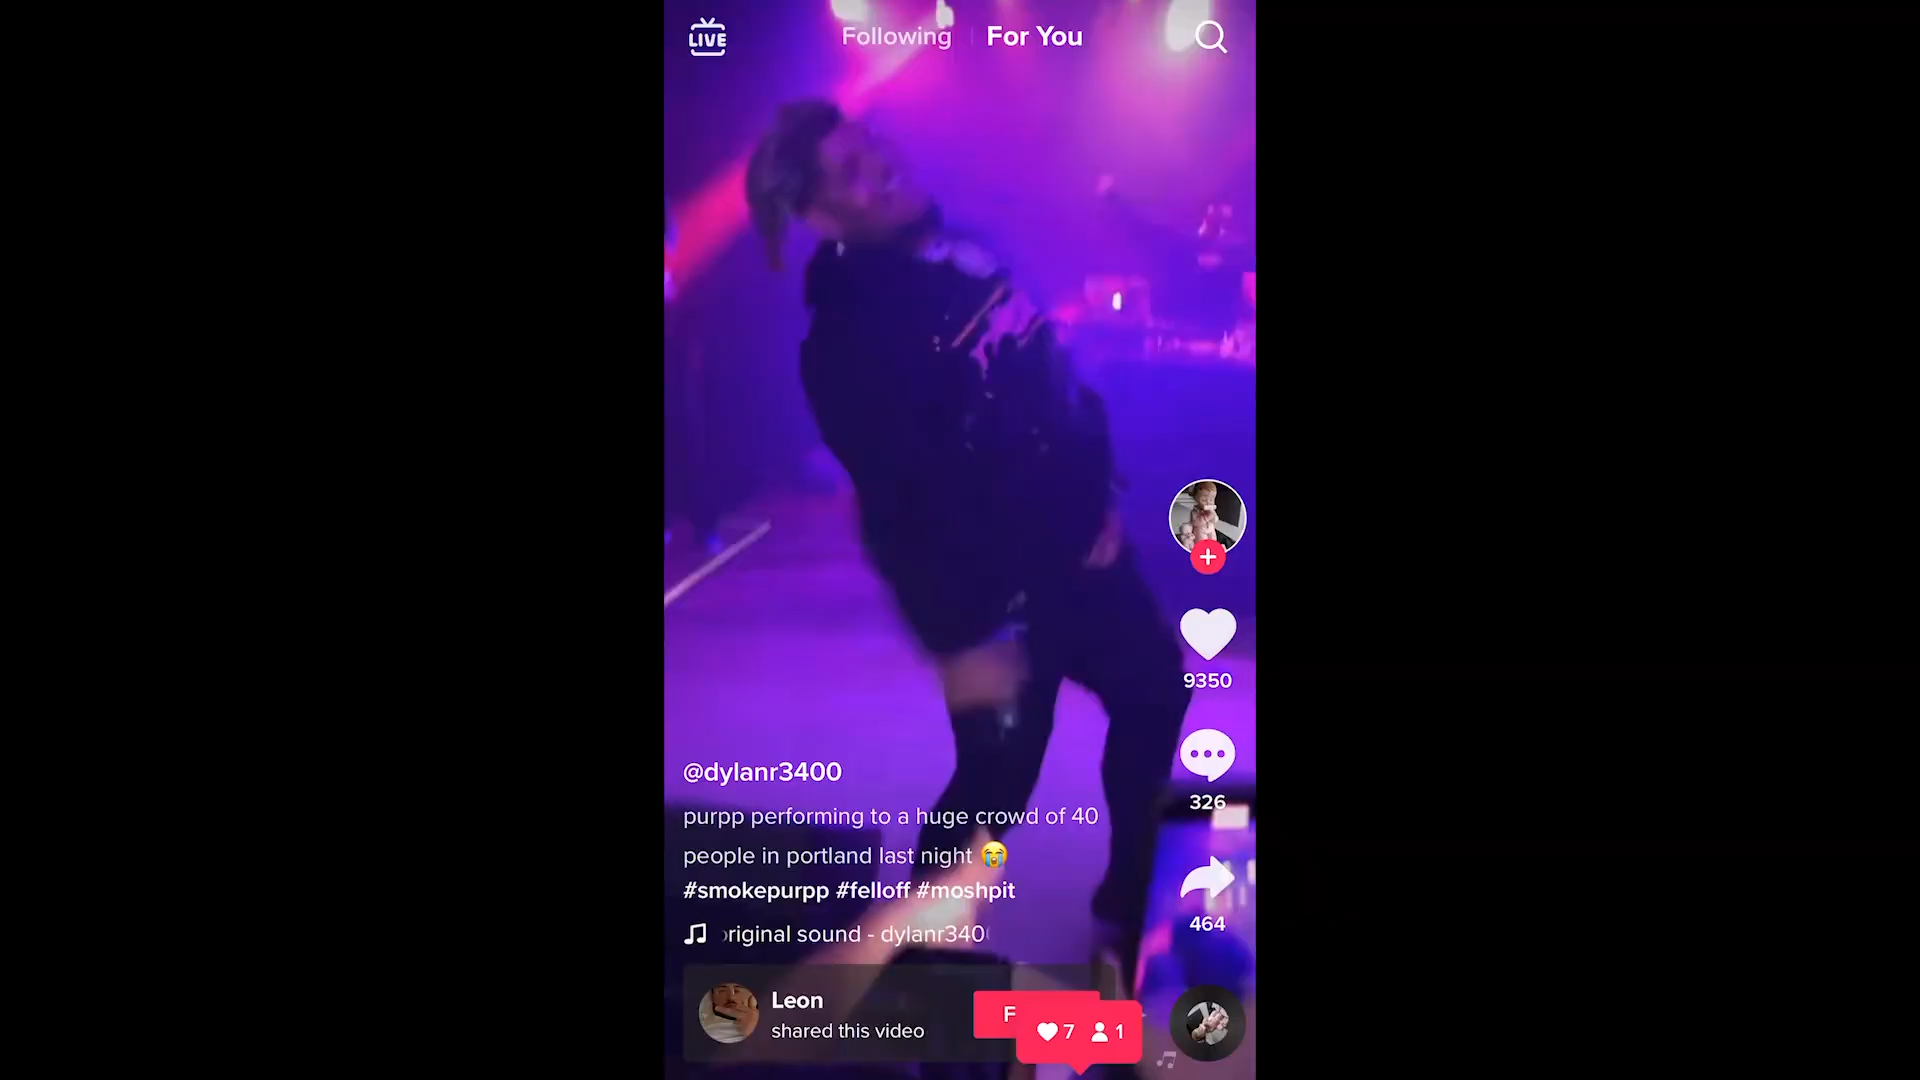 LIVE
Following
For You
9350
326
464
@dylanr3400
purpp performing to a huge crowd of 40
people in portland last night 😭
#smokepurpp #felloff #moshpit
original sound - dylanr340
Leon
shared this video
F
7 1